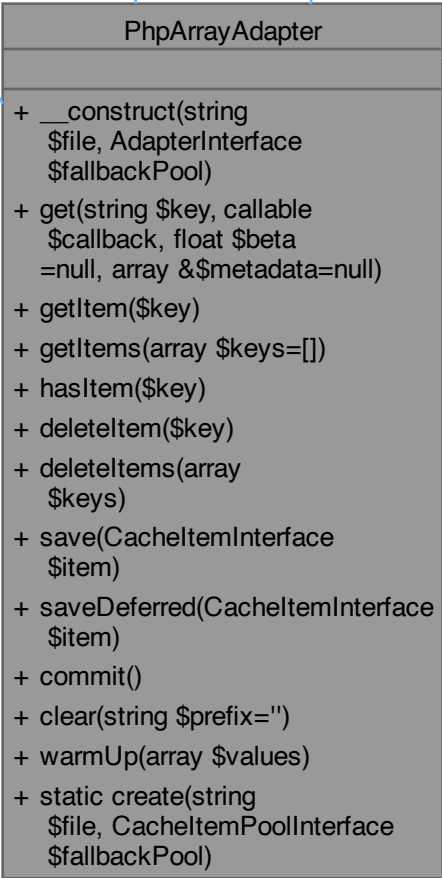 PhpArrayAdapter
+ __construct(string
$file, AdapterInterface
$fallbackPool)
+ get(string $key, callable
$callback, float $beta
=null, array &$metadata=null)
+ getItem($key)
+ getItems(array $keys=[])
+ hasItem($key)
+ deleteItem($key)
+ deleteItems(array
$keys)
+ save(CacheItemInterface
$item)
+ saveDeferred(CacheItemInterface
$item)
+ commit()
+ clear(string $prefix='')
+ warmUp(array $values)
+ static create(string
$file, CacheItemPoolInterface
$fallbackPool)